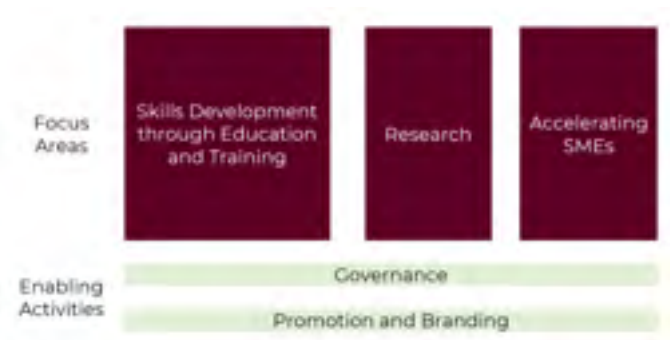 Focus
Areas
Skills Development
through Education
and Training
Research
Accelerating
SMEs
Enabling
Activities
Governance
Promotion and Branding